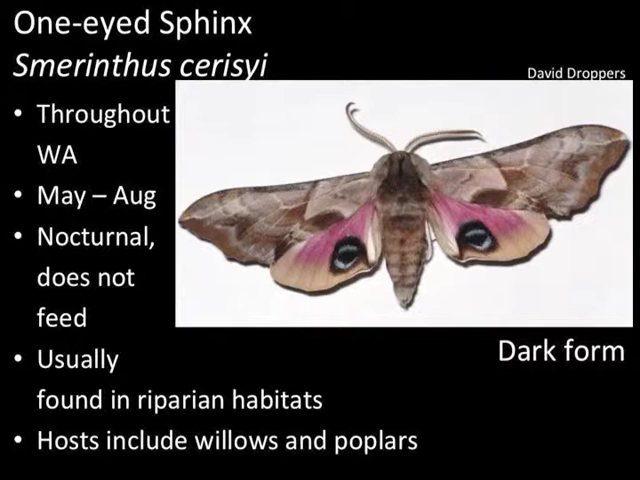 One-eyed Sphinx
Smerinthus cerisyi
David Droppers
• Throughout
WA
• May – Aug
• Nocturnal,
does not
feed
Dark form
• Usually
found in riparian habitats
• Hosts include willows and poplars